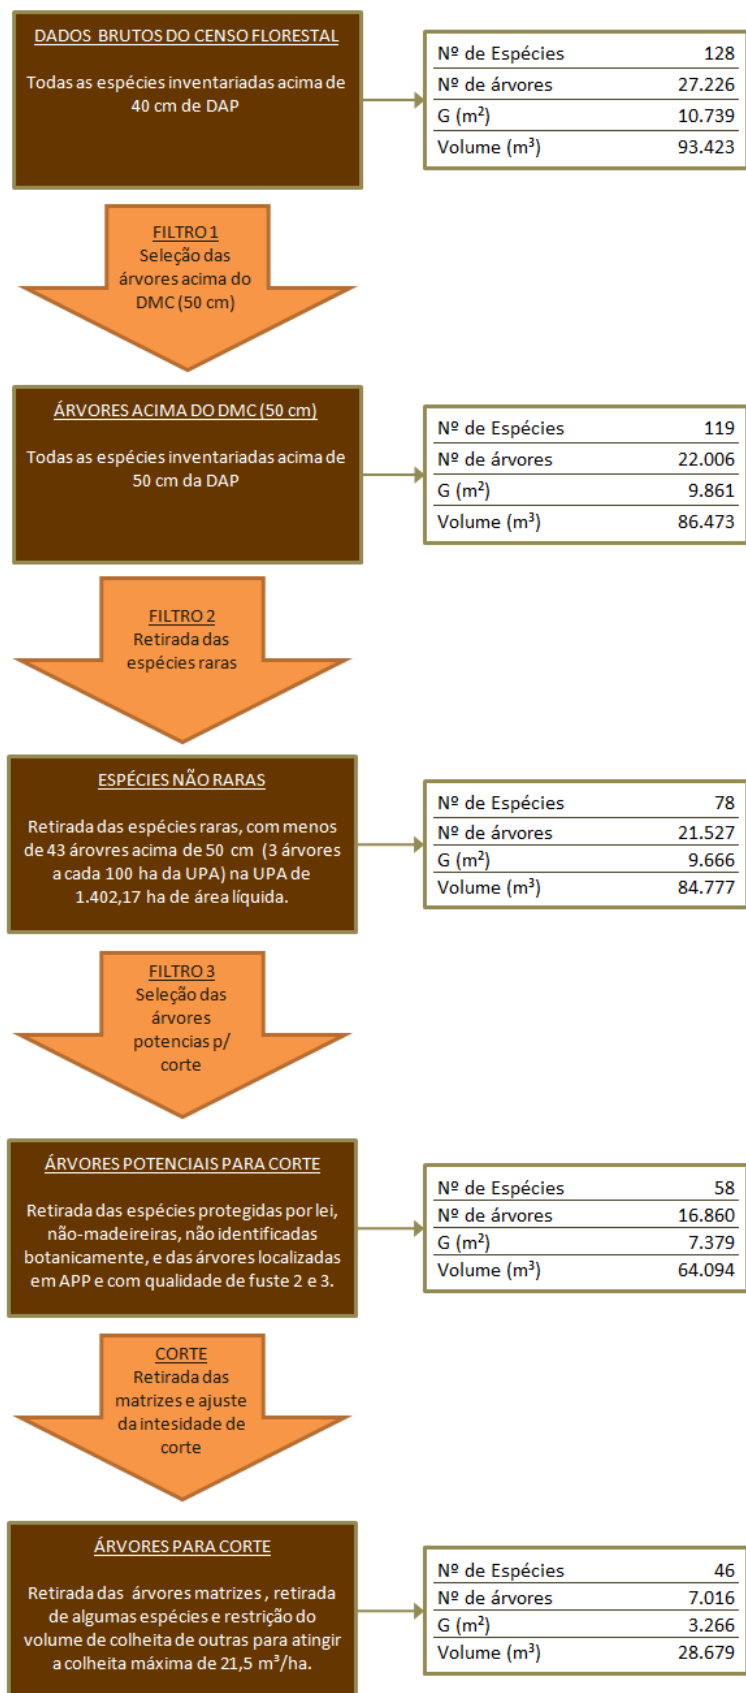 DADOS BRUTOS DO CENSO FLORESTAL
Todas as espécies inventariadas acima de
40 cm de DAP
Nº de Espécies 128
Nº de árvores 27.226
G (m²) 10.739
Volume (m³) 93.423
FILTRO 1
Seleção das
árvores acima do
DMC (50 cm)
ÁRVORES ACIMA DO DMC (50 cm)
Todas as espécies inventariadas acima de
50 cm da DAP
Nº de Espécies 119
Nº de árvores 22.006
G (m²) 9.861
Volume (m³) 86.473
FILTRO 2
Retirada das
espécies raras
ESPÉCIES NÃO RARAS
Retirada das espécies raras, com menos
de 43 árovres acima de 50 cm (3 árvores
a cada 100 ha da UPA) na UPA de
1.402,17 ha de área líquida.
Nº de Espécies 78
Nº de árvores 21.527
G (m²) 9.666
Volume (m³) 84.777
FILTRO 3
Seleção das
árvores
potencias p/
corte
ÁRVORES POTENCIAIS PARA CORTE
Retirada das espécies protegidas por lei,
não-madeireiras, não identificadas
botanicamente, e das árvores localizadas
em APP e com qualidade de fuste 2 e 3.
Nº de Espécies 58
Nº de árvores 16.860
G (m²) 7.379
Volume (m³) 64.094
CORTE
Retirada das
matrizes e ajuste
da intesidade de
corte
ÁRVORES PARA CORTE
Retirada das árvores matrizes , retirada
de algumas espécies e restrição do
volume de colheita de outras para atingir
a colheita máxima de 21,5 m³/ha.
Nº de Espécies 46
Nº de árvores 7.016
G (m²) 3.266
Volume (m³) 28.679